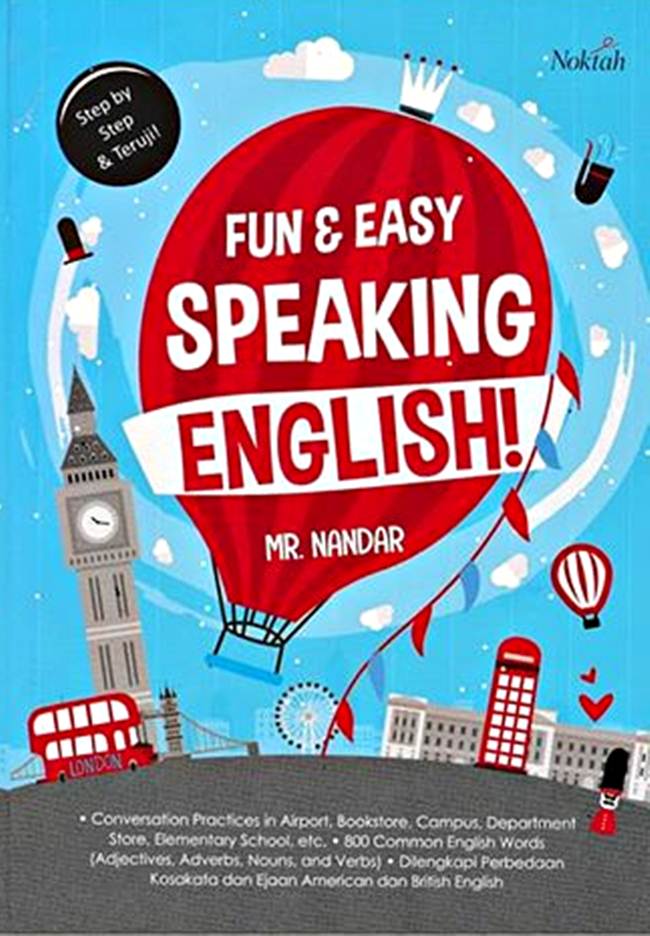 Noktah
Step by
Step
& Teruji!
FUN & EASY
SPEAKING
ENGLISH!
MR. NANDAR
LONDON
• Conversation Practices in Airport, Bookstore, Campus, Department
Store, Elementary School, etc. • 800 Common English Words
(Adjectives, Adverbs, Nouns, and Verbs) • Dilengkapi Perbedaan
Kosakata dan Ejaan American dan British English